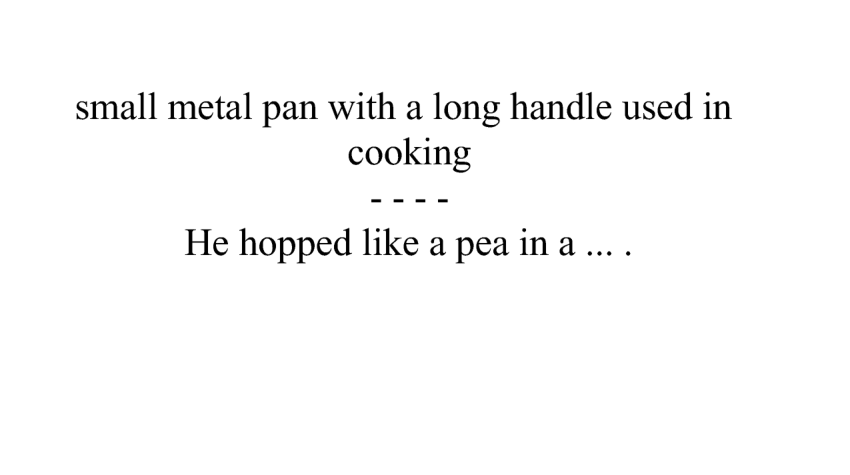 small metal pan with a long handle used in
cooking
- - - -
He hopped like a pea in a ... .